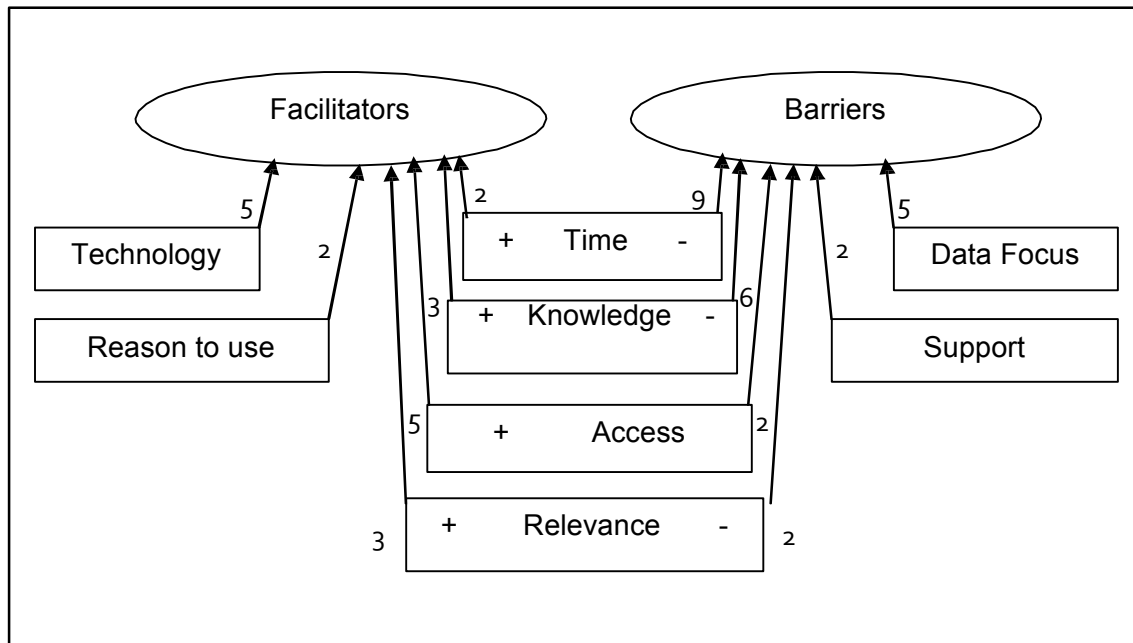 Facilitators
Barriers
5
2
2
9
2
5
Technology
+ Time -
Data Focus
3
6
Reason to use
+ Knowledge -
Support
5
+ Access
2
3
+ Relevance -
2